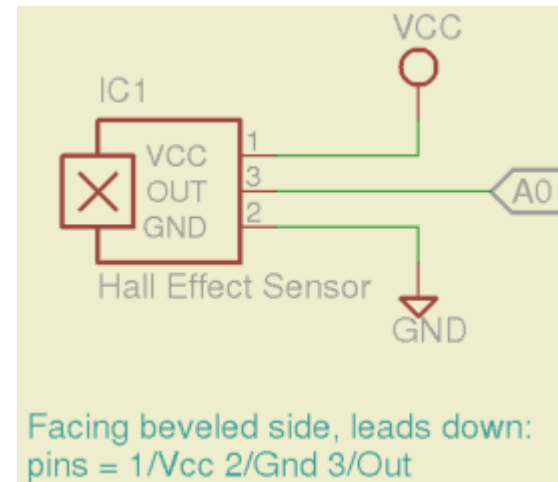 VCC
IC1
VCC 1
OUT 3
A0
GND 2
Hall Effect Sensor
GND
Facing beveled side, leads down:
pins = 1/Vcc 2/Gnd 3/Out